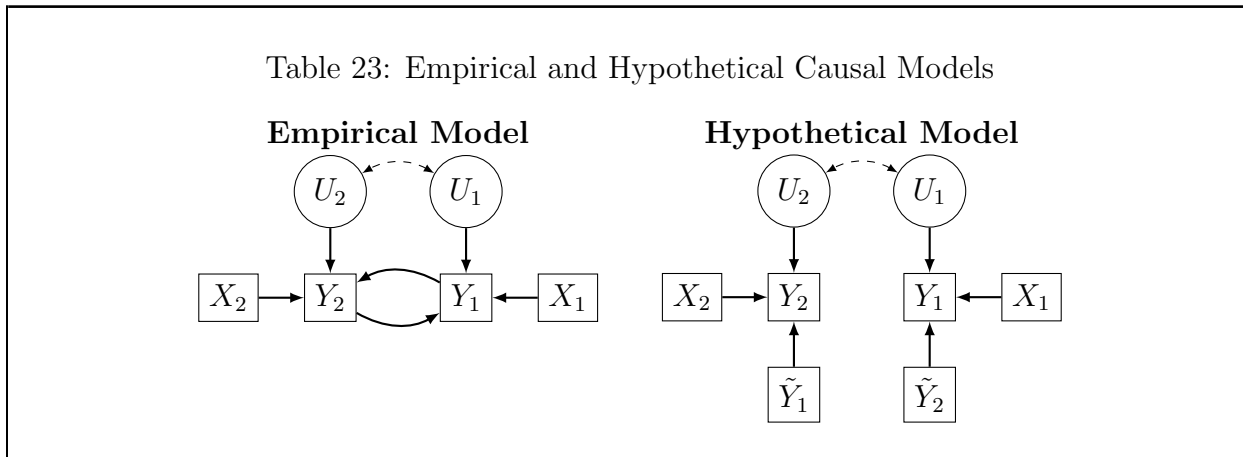 Table 23: Empirical and Hypothetical Causal Models
Empirical Model Hypothetical Model
U₂ U₁ U₂ U₁
X₂ Y₂ Y₁ X₁ X₂ Y₂ Y₁ X₁
Ỹ₁ Ỹ₂